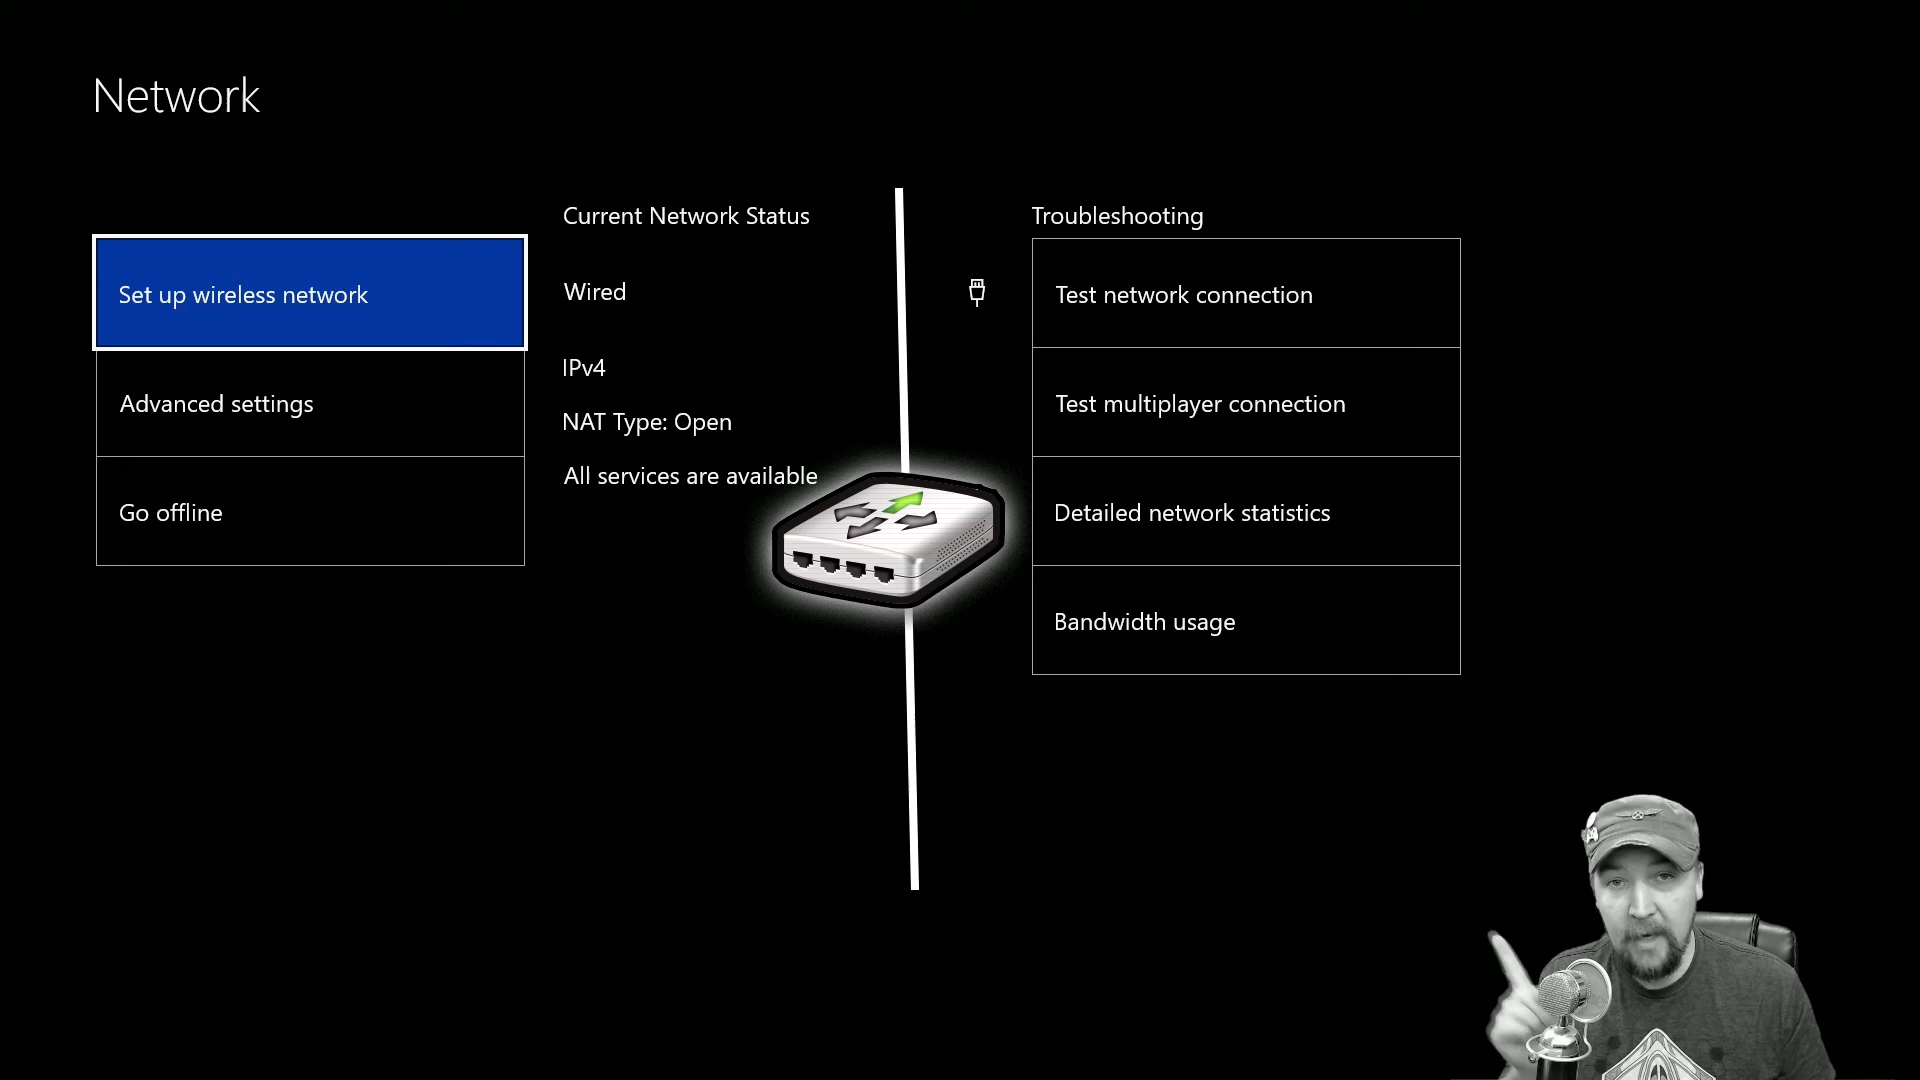 Network
Set up wireless network
Advanced settings
Go offline
Current Network Status
Wired
IPv4
NAT Type: Open
All services are available
Troubleshooting
Test network connection
Test multiplayer connection
Detailed network statistics
Bandwidth usage